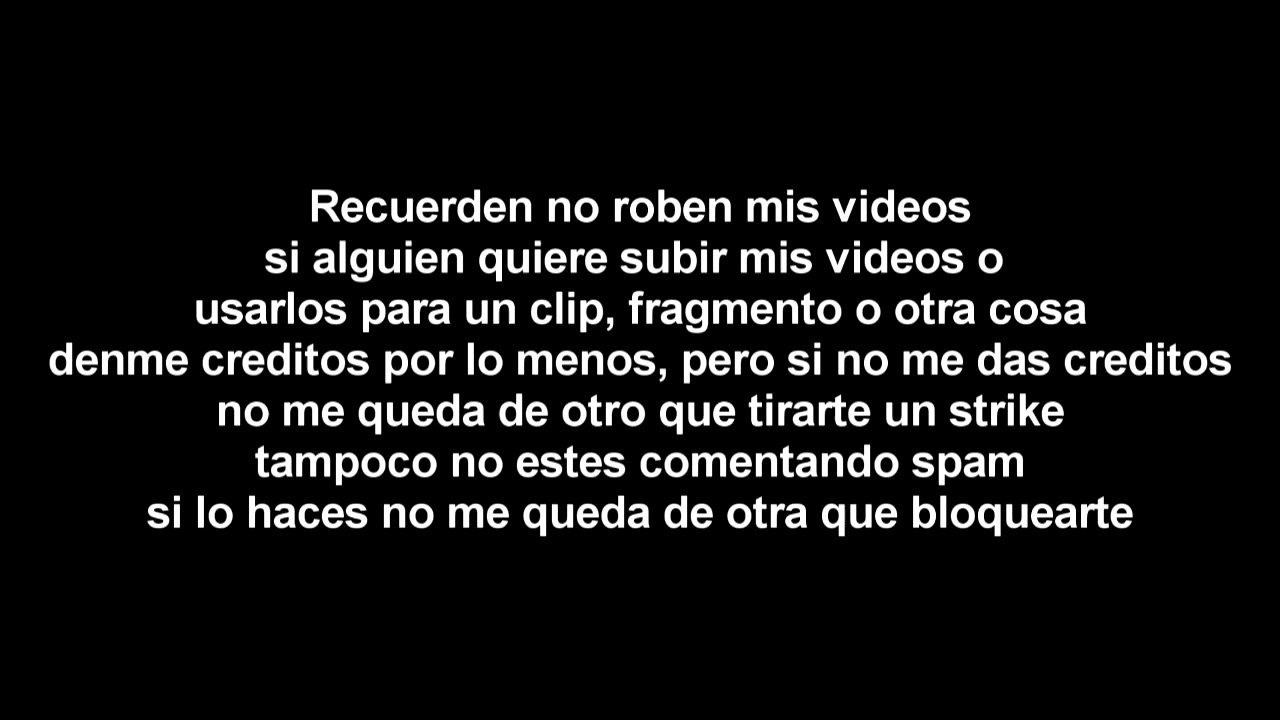 Recuerden no roben mis videos
si alguien quiere subir mis videos o
usarlos para un clip, fragmento o otra cosa
denme creditos por lo menos, pero si no me das creditos
no me queda de otro que tirarte un strike
tampoco no estes comentando spam
si lo haces no me queda de otra que bloquearte